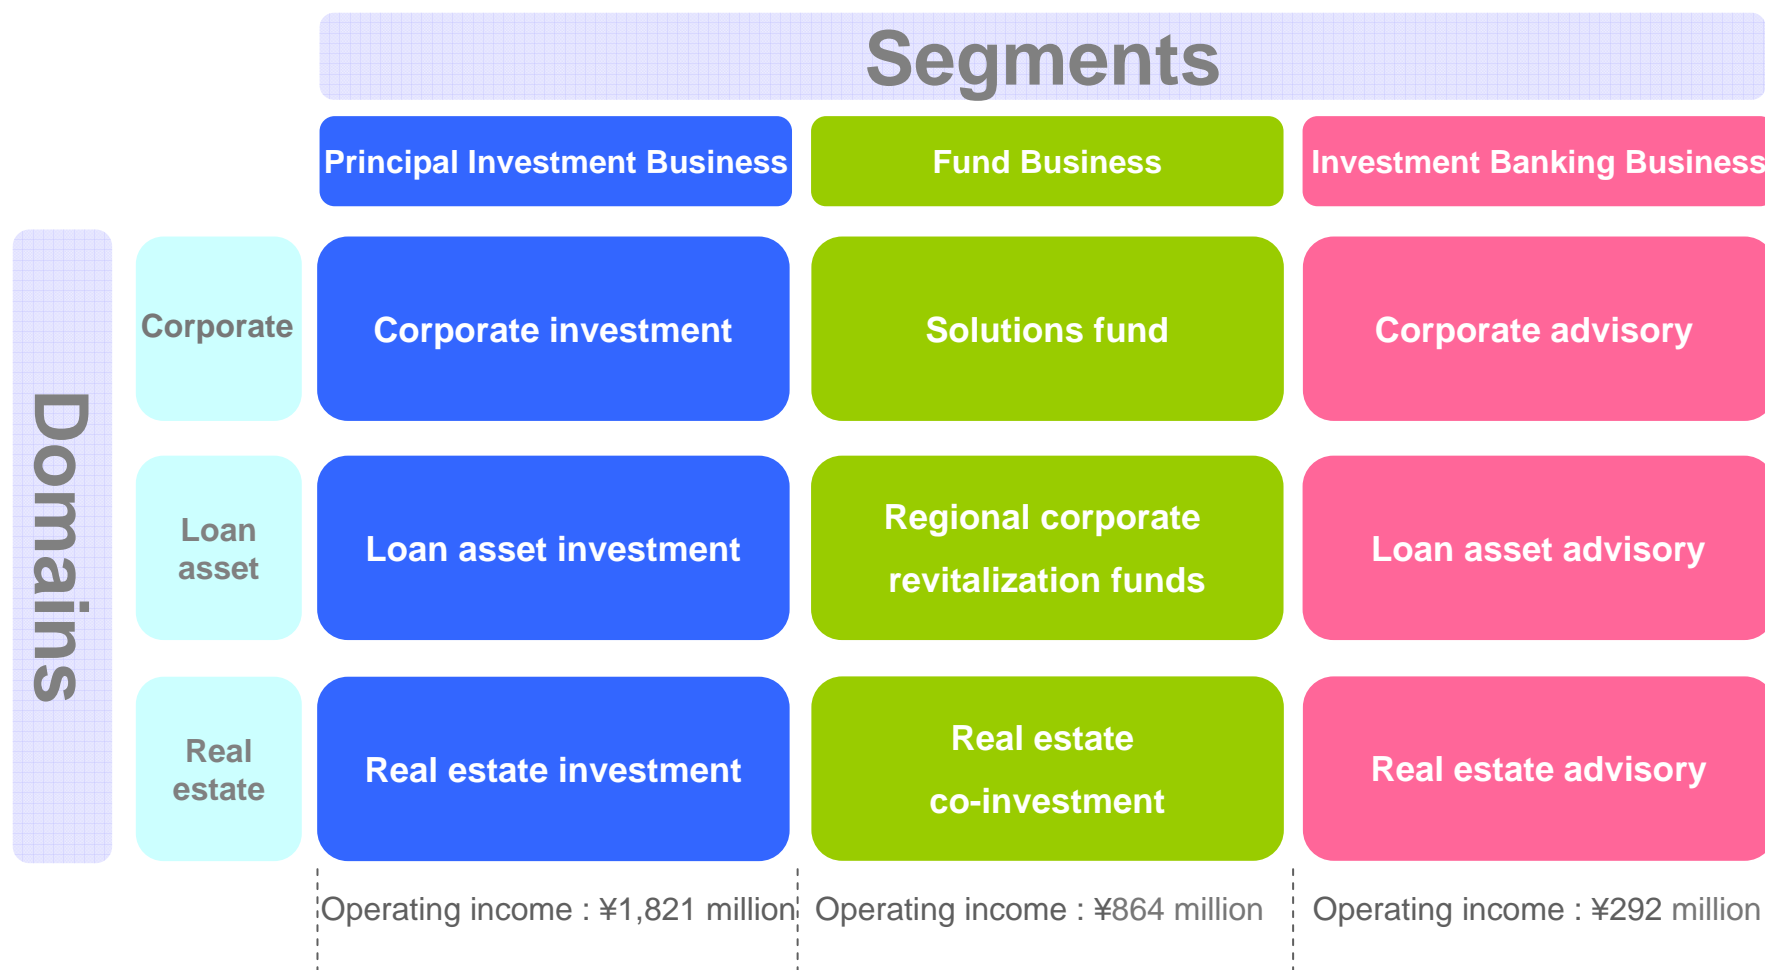 Segments
Principal Investment Business
Fund Business
Investment Banking Business
Domains
Corporate
Corporate investment
Solutions fund
Corporate advisory
Loan
asset
Loan asset investment
Regional corporate
revitalization funds
Loan asset advisory
Real
estate
Real estate investment
Real estate
co-investment
Real estate advisory
Operating income : ¥1,821 million
Operating income : ¥864 million
Operating income : ¥292 million